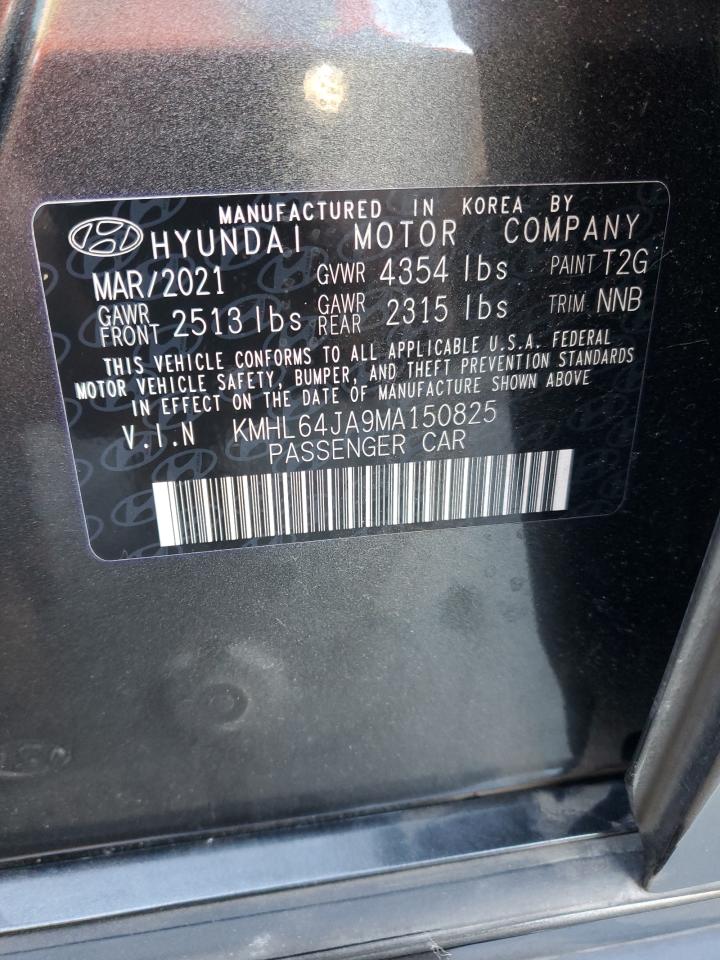 MANUFACTURED IN KOREA BY
HYUNDAI MOTOR COMPANY
MAR/2021 GVWR 4354 lbs PAINT T2G
GAWR FRONT 2513 lbs GAWR REAR 2315 lbs TRIM NNB
THIS VEHICLE CONFORMS TO ALL APPLICABLE U.S.A. FEDERAL
MOTOR VEHICLE SAFETY, BUMPER, AND THEFT PREVENTION STANDARDS
IN EFFECT ON THE DATE OF MANUFACTURE SHOWN ABOVE
V.I.N KMHL64JA9MA150825
PASSENGER CAR